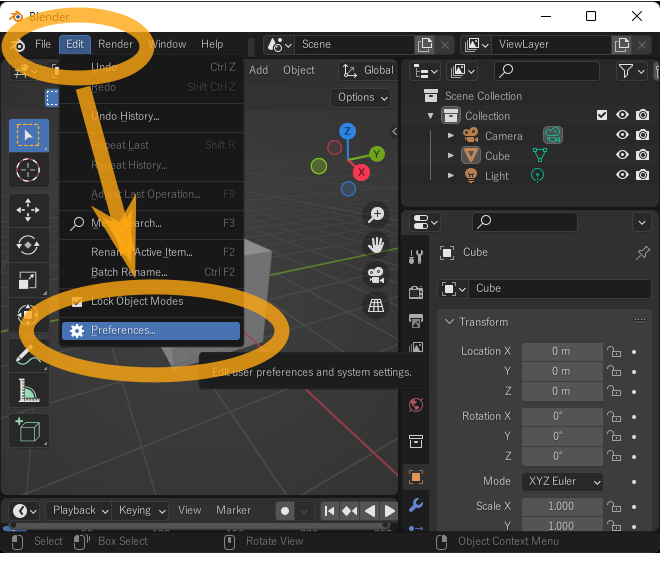 Blender
File Edit Render Window Help
Scene
ViewLayer
Add Object Global
Options
Undo Ctrl Z
Redo Shift Ctrl Z
Undo History...
Repeat Last Shift R
Repeat History...
Adjust Last Operation... F9
Menu Search... F3
Rename Active Item... F2
Batch Rename... Ctrl F2
Lock Object Modes
Preferences...
Edit user preferences and system settings.
Z
Y
X
Scene Collection
Collection
Camera
Cube
Light
Cube
Cube
Transform
Location X 0 m
Y 0 m
Z 0 m
Rotation X 0°
Y 0°
Z 0°
Mode XYZ Euler
Scale X 1.000
Y 1.000
Playback Keying View Marker
Select Box Select Rotate View Object Context Menu